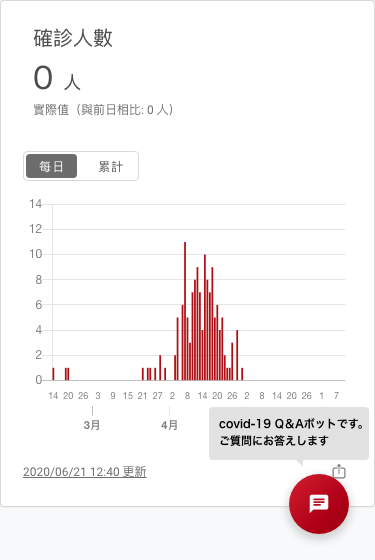 確診人數
0 人
實際值（與前日相比: 0 人）
每日 累計
14
12
10
8
6
4
2
0
14 20 26 3 9 15 21 27 2 8 14 20 26 2 8 14 20 26 1 7
3月 4月
covid-19 Q&Aボットです。
ご質問にお答えします
2020/06/21 12:40 更新